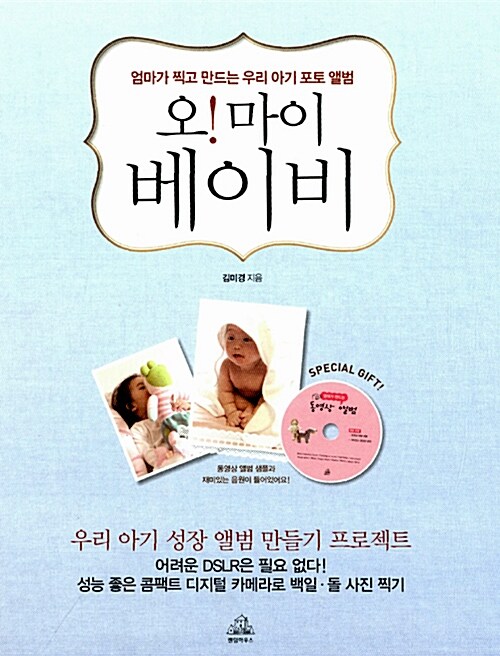 엄마가 찍고 만드는 우리 아기 포토 앨범
오!마이
베이비
김미경 지음
SPECIAL GIFT!
동영상 앨범
동영상 앨범 샘플과
재미있는 음원이 들어있어요!
우리 아기 성장 앨범 만들기 프로젝트
어려운 DSLR은 필요 없다!
성능 좋은 콤팩트 디지털 카메라로 백일·돌 사진 찍기
랜덤하우스